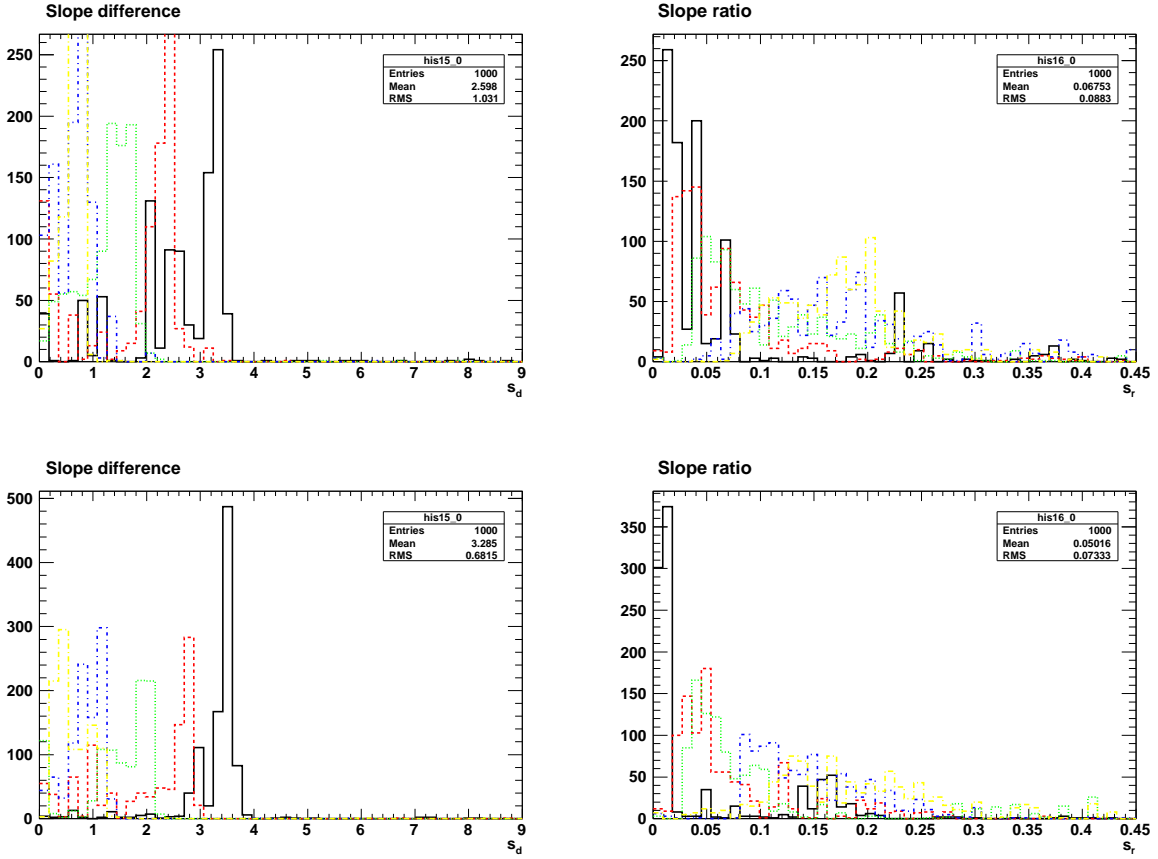 Slope difference
his15_0
Entries 1000
Mean 2.598
RMS 1.031
250
200
150
100
50
0
0 1 2 3 4 5 6 7 8 9
s_d
Slope ratio
his16_0
Entries 1000
Mean 0.06753
RMS 0.0883
250
200
150
100
50
0
0 0.05 0.1 0.15 0.2 0.25 0.3 0.35 0.4 0.45
s_r
Slope difference
his15_0
Entries 1000
Mean 3.285
RMS 0.6815
500
400
300
200
100
0
0 1 2 3 4 5 6 7 8 9
s_d
Slope ratio
his16_0
Entries 1000
Mean 0.05016
RMS 0.07333
350
300
250
200
150
100
50
0
0 0.05 0.1 0.15 0.2 0.25 0.3 0.35 0.4 0.45
s_r